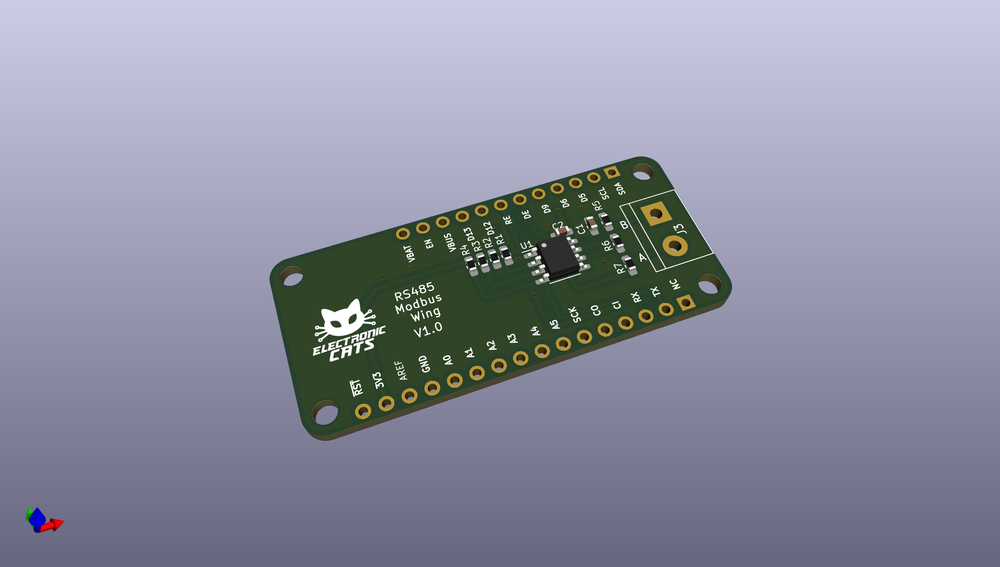 VBAT
EN
VBUS
D13
D12
RE
DE
D9
D6
D5
SCL
SDA
R4
R3
R2
R1
U1
C2
C1
R5
R6
R7
B
A
J3
RS485
Modbus
Wing
V1.0
ELECTRONIC
CATS
RST
3V3
AREF
GND
A0
A1
A2
A3
A4
A5
SCK
CO
CI
RX
TX
NC